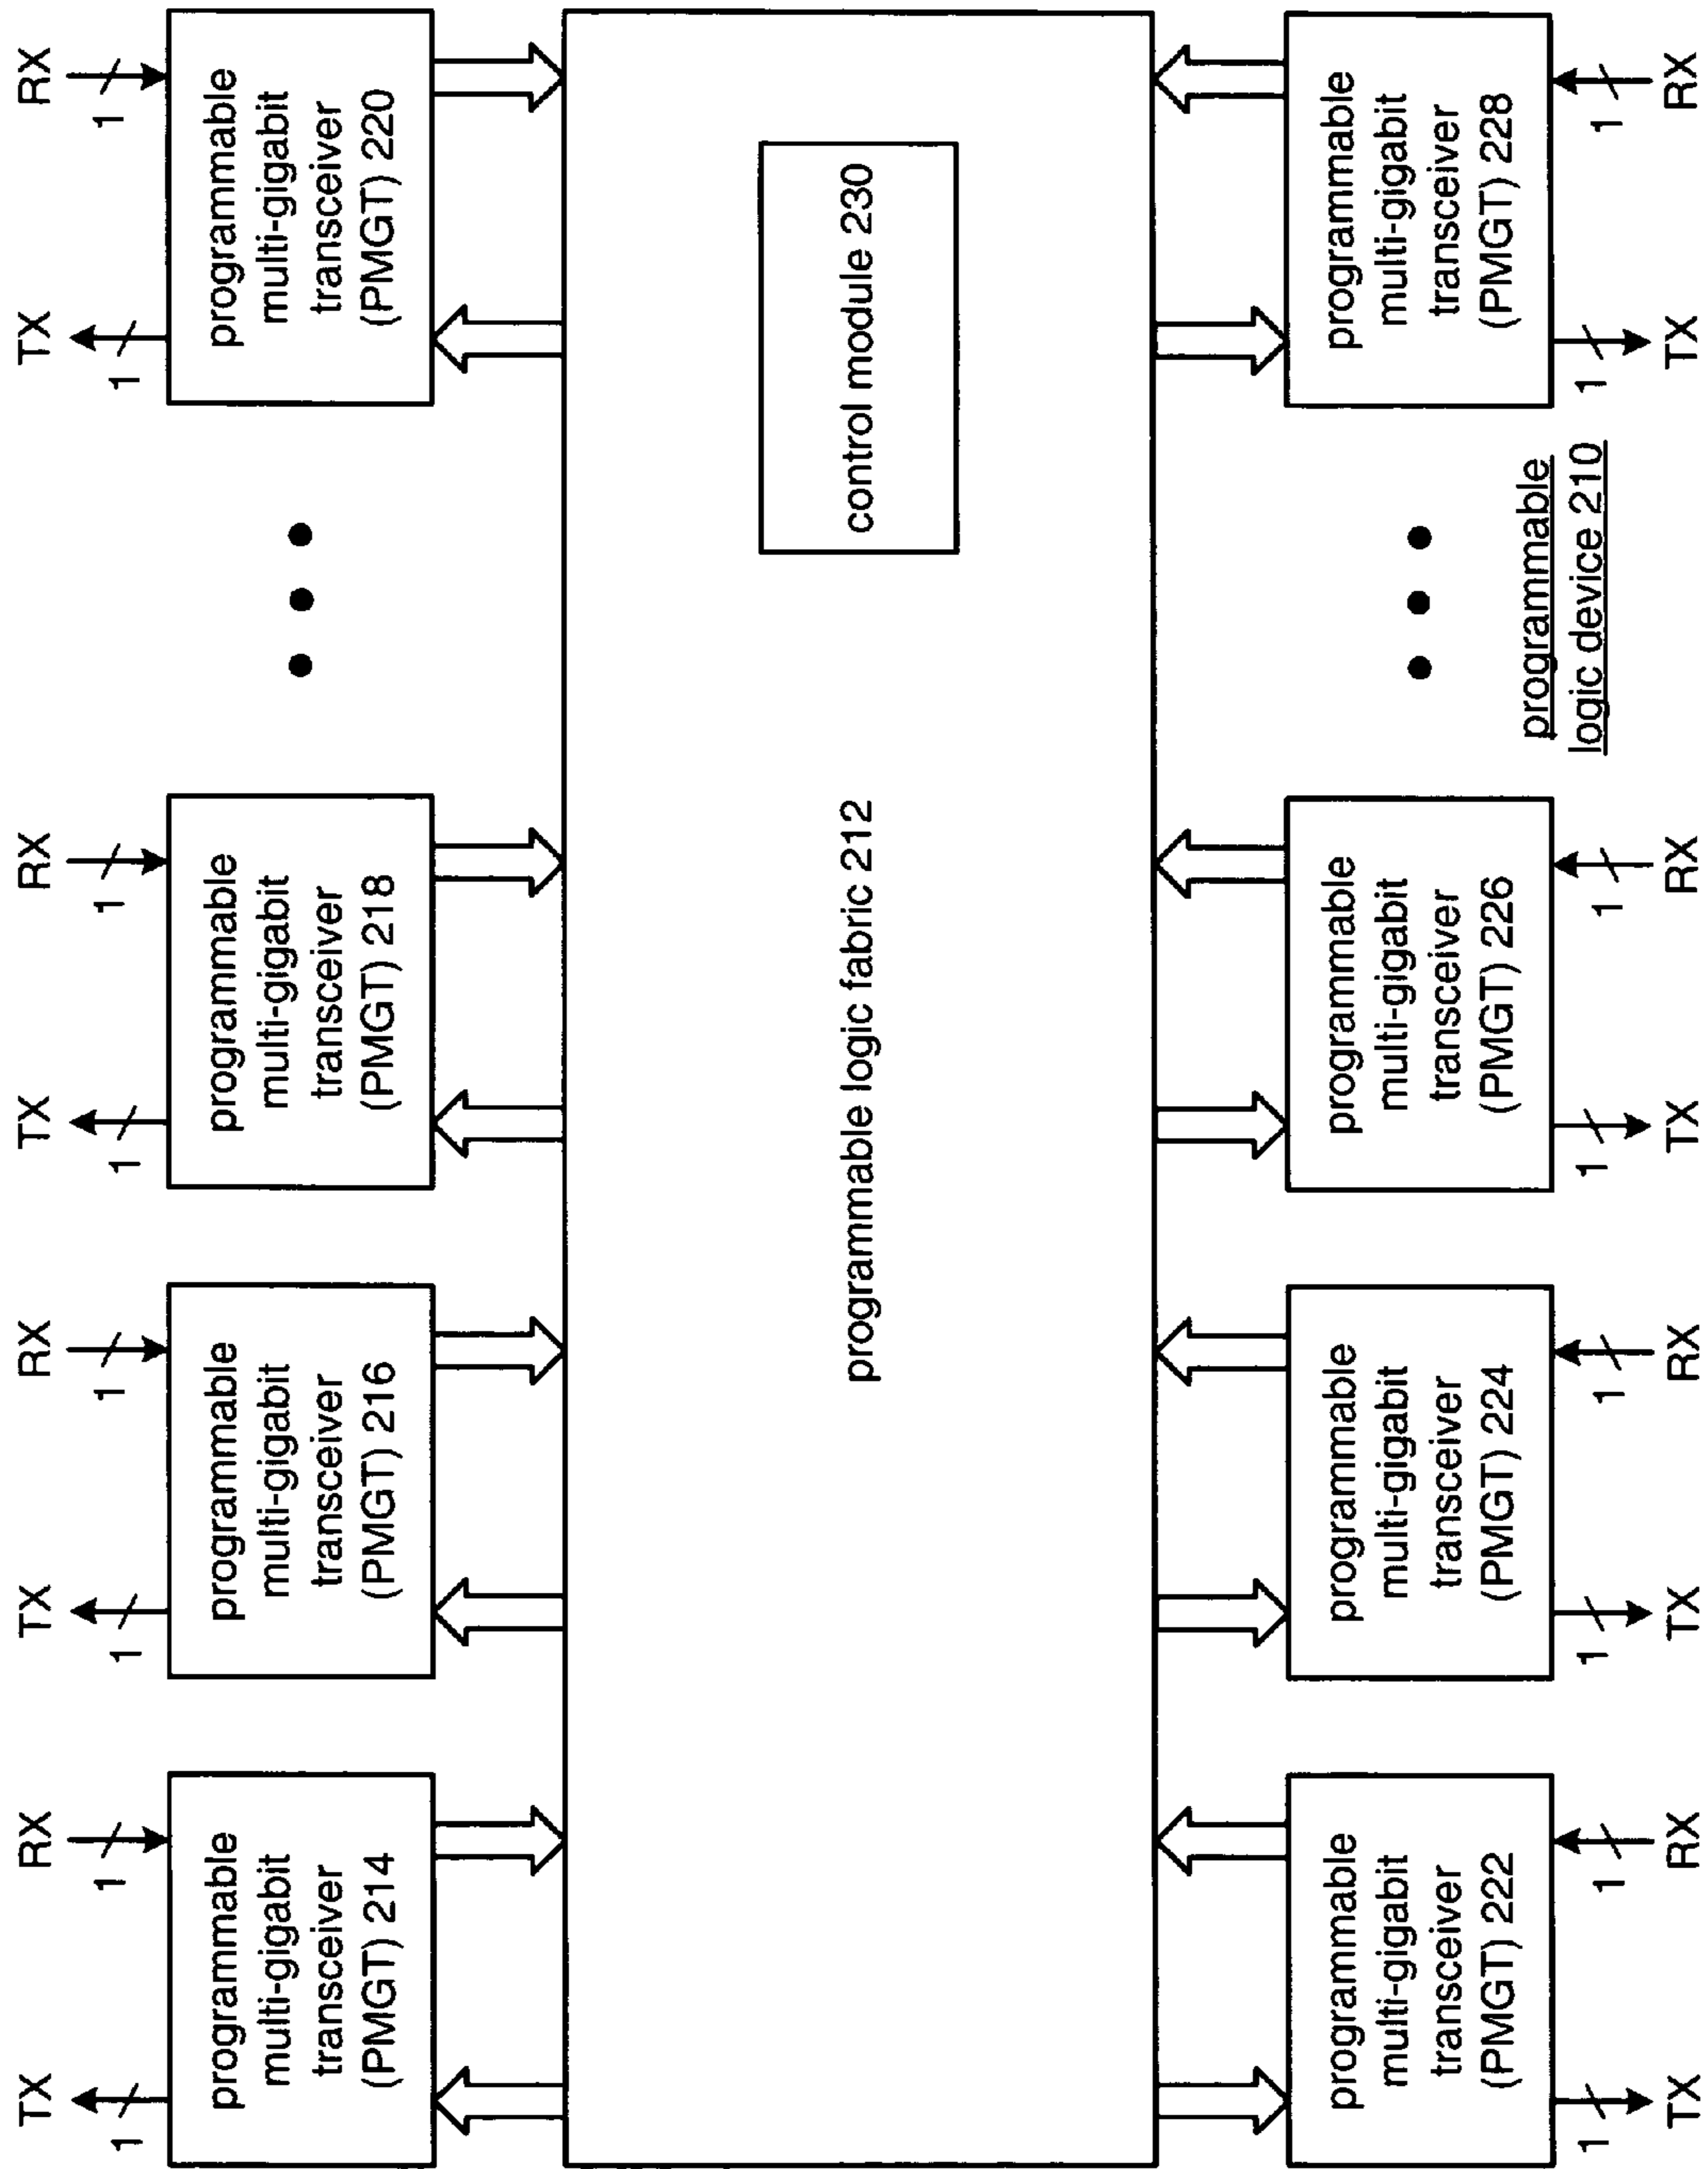 TX
RX
TX
RX
TX
RX
TX
RX
1
1
1
1
1
1
1
1
programmable
multi-gigabit
transceiver
(PMGT) 214
programmable
multi-gigabit
transceiver
(PMGT) 216
programmable
multi-gigabit
transceiver
(PMGT) 218
programmable
multi-gigabit
transceiver
(PMGT) 220
programmable logic fabric 212
control module 230
programmable
multi-gigabit
transceiver
(PMGT) 222
programmable
multi-gigabit
transceiver
(PMGT) 224
programmable
multi-gigabit
transceiver
(PMGT) 226
programmable
multi-gigabit
transceiver
(PMGT) 228
programmable
logic device 210
1
1
1
1
1
1
1
1
TX
RX
TX
RX
TX
RX
TX
RX